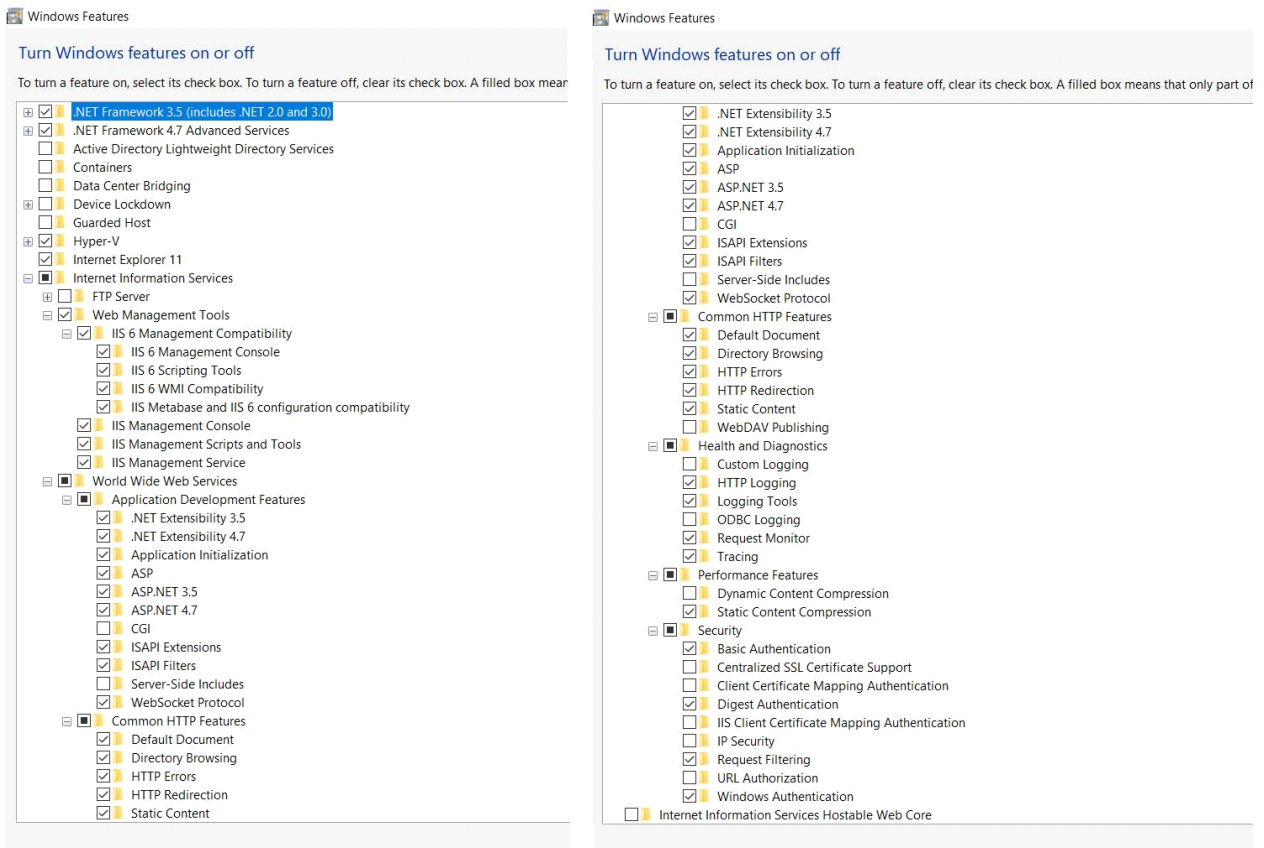 Windows Features
Turn Windows features on or off
To turn a feature on, select its check box. To turn a feature off, clear its check box. A filled box mean
.NET Framework 3.5 (includes .NET 2.0 and 3.0)
.NET Framework 4.7 Advanced Services
Active Directory Lightweight Directory Services
Containers
Data Center Bridging
Device Lockdown
Guarded Host
Hyper-V
Internet Explorer 11
Internet Information Services
FTP Server
Web Management Tools
IIS 6 Management Compatibility
IIS 6 Management Console
IIS 6 Scripting Tools
IIS 6 WMI Compatibility
IIS Metabase and IIS 6 configuration compatibility
IIS Management Console
IIS Management Scripts and Tools
IIS Management Service
World Wide Web Services
Application Development Features
.NET Extensibility 3.5
.NET Extensibility 4.7
Application Initialization
ASP
ASP.NET 3.5
ASP.NET 4.7
CGI
ISAPI Extensions
ISAPI Filters
Server-Side Includes
WebSocket Protocol
Common HTTP Features
Default Document
Directory Browsing
HTTP Errors
HTTP Redirection
Static Content
Windows Features
Turn Windows features on or off
To turn a feature on, select its check box. To turn a feature off, clear its check box. A filled box means that only part of
.NET Extensibility 3.5
.NET Extensibility 4.7
Application Initialization
ASP
ASP.NET 3.5
ASP.NET 4.7
CGI
ISAPI Extensions
ISAPI Filters
Server-Side Includes
WebSocket Protocol
Common HTTP Features
Default Document
Directory Browsing
HTTP Errors
HTTP Redirection
Static Content
WebDAV Publishing
Health and Diagnostics
Custom Logging
HTTP Logging
Logging Tools
ODBC Logging
Request Monitor
Tracing
Performance Features
Dynamic Content Compression
Static Content Compression
Security
Basic Authentication
Centralized SSL Certificate Support
Client Certificate Mapping Authentication
Digest Authentication
IIS Client Certificate Mapping Authentication
IP Security
Request Filtering
URL Authorization
Windows Authentication
Internet Information Services Hostable Web Core